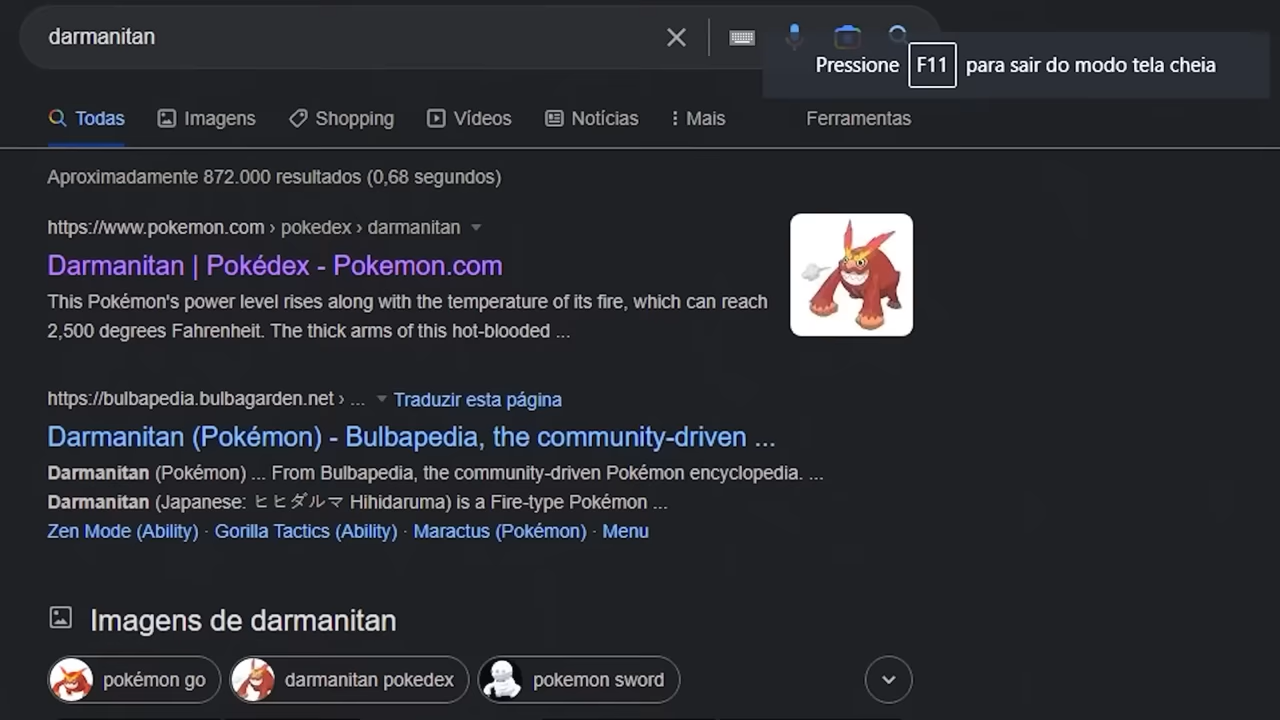 darmanitan
Pressione F11 para sair do modo tela cheia
Todas Imagens Shopping Vídeos Notícias Mais Ferramentas
Aproximadamente 872.000 resultados (0,68 segundos)
https://www.pokemon.com › pokedex › darmanitan
Darmanitan | Pokédex - Pokemon.com
This Pokémon's power level rises along with the temperature of its fire, which can reach
2,500 degrees Fahrenheit. The thick arms of this hot-blooded ...
https://bulbapedia.bulbagarden.net › ... Traduzir esta página
Darmanitan (Pokémon) - Bulbapedia, the community-driven ...
Darmanitan (Pokémon) ... From Bulbapedia, the community-driven Pokémon encyclopedia. ...
Darmanitan (Japanese: ヒヒダルマ Hihidaruma) is a Fire-type Pokémon ...
Zen Mode (Ability) · Gorilla Tactics (Ability) · Maractus (Pokémon) · Menu
Imagens de darmanitan
pokémon go darmanitan pokedex pokemon sword